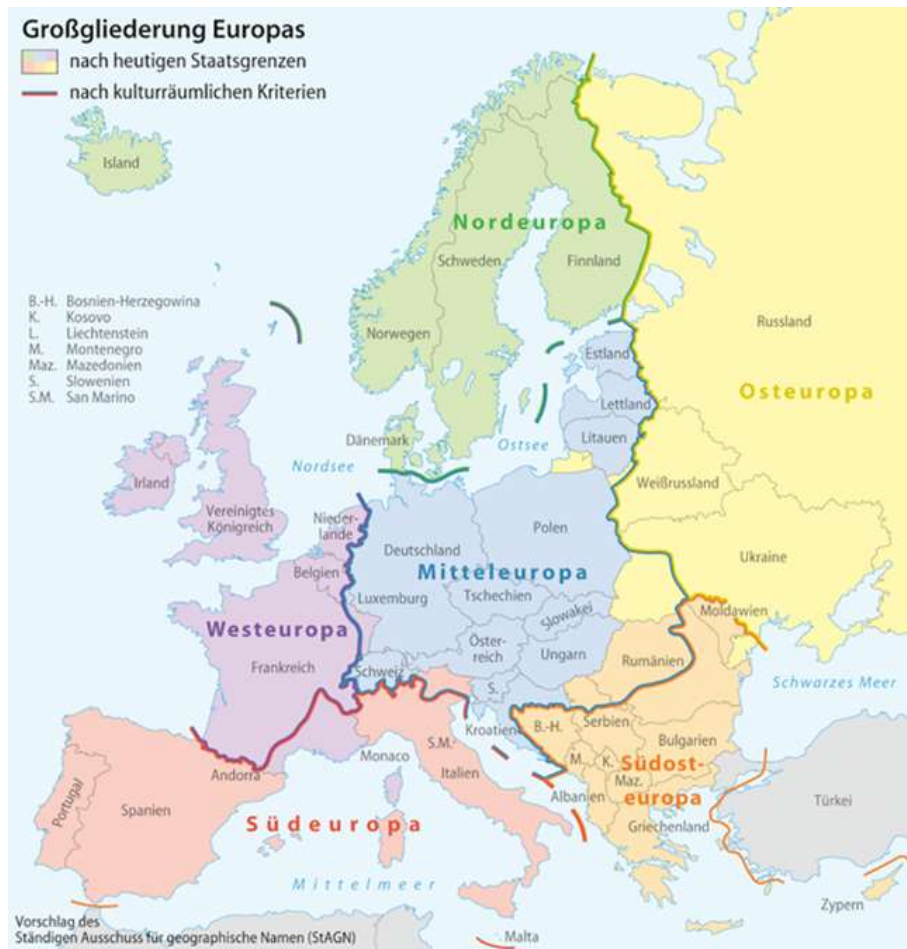 Großgliederung Europas
nach heutigen Staatsgrenzen
nach kulturräumlichen Kriterien
Island
Nordeuropa
Schweden
Finnland
B.-H. Bosnien-Herzegowina
K. Kosovo
L. Liechtenstein
M. Montenegro
Maz. Mazedonien
S. Slowenien
S.M. San Marino
Norwegen
Russland
Estland
Osteuropa
Lettland
Dänemark
Ostsee
Litauen
Nordsee
Irland
Weißrussland
Vereinigtes
Königreich
Nieder-
lande
Polen
Deutschland
Ukraine
Belgien
Mitteleuropa
Luxemburg
Tschechien
Slowakei
Moldawien
Westeuropa
Öster-
reich
Ungarn
Rumänien
Frankreich
Schweiz
Schwarzes Meer
S.
Kroatien
B.-H.
Serbien
S.M.
Bulgarien
Monaco
Italien
M.
K.
Südost-
europa
Andorra
Maz.
Portugal
Spanien
Albanien
Türkei
Südeuropa
Griechenland
Mittelmeer
Zypern
Vorschlag des
Ständigen Ausschuss für geographische Namen (StAGN)
Malta